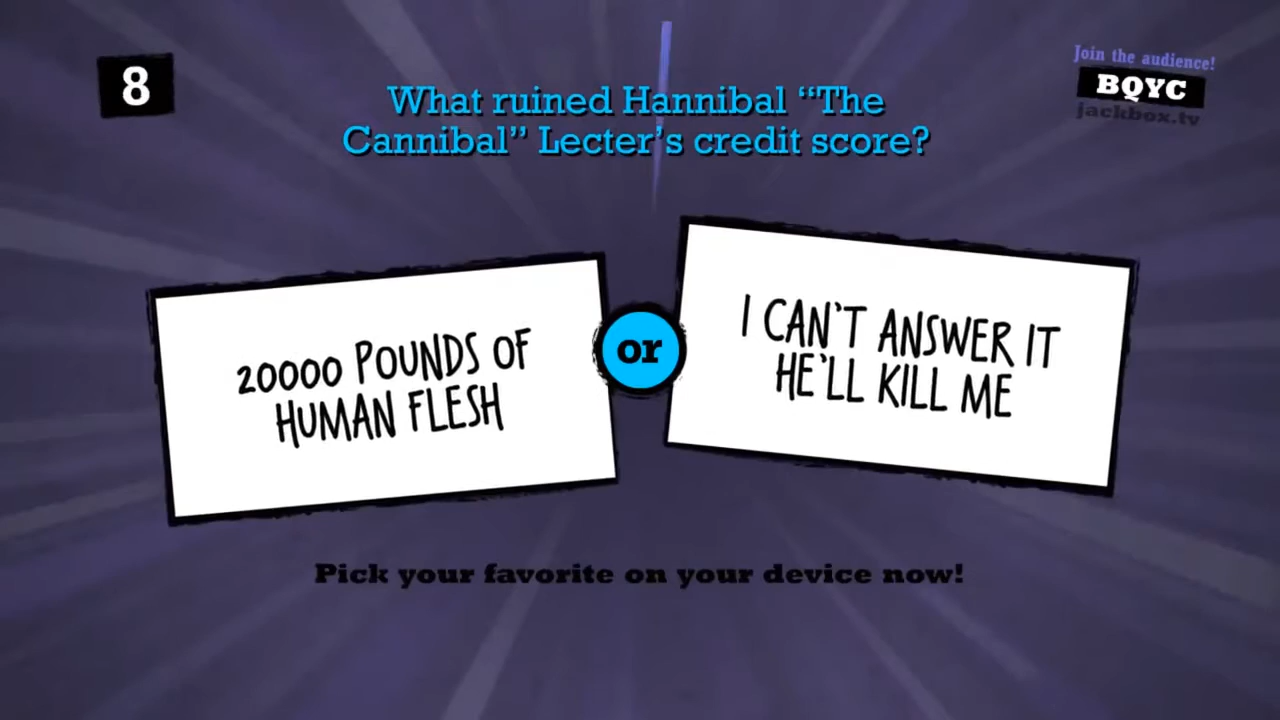 8
Join the audience!
BQYC
jackbox.tv
What ruined Hannibal “The
Cannibal” Lecter’s credit score?
20000 POUNDS OF
HUMAN FLESH
or
I CAN'T ANSWER IT
HE'LL KILL ME
Pick your favorite on your device now!